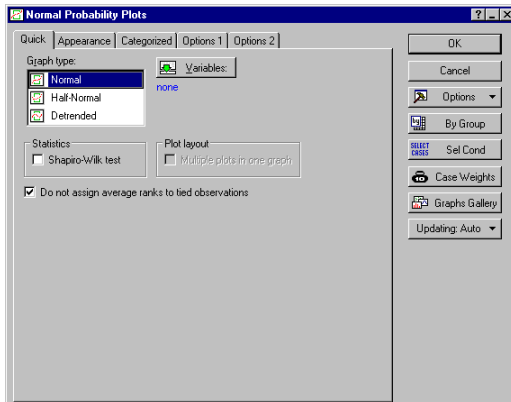 Normal Probability Plots
Quick Appearance Categorized Options 1 Options 2
Graph type:
Normal
Half-Normal
Detrended
Variables:
none
Statistics
Shapiro-Wilk test
Plot layout
Multiple plots in one graph
Do not assign average ranks to tied observations
OK
Cancel
Options
By Group
SELECT CASES Sel Cond
Case Weights
Graphs Gallery
Updating: Auto